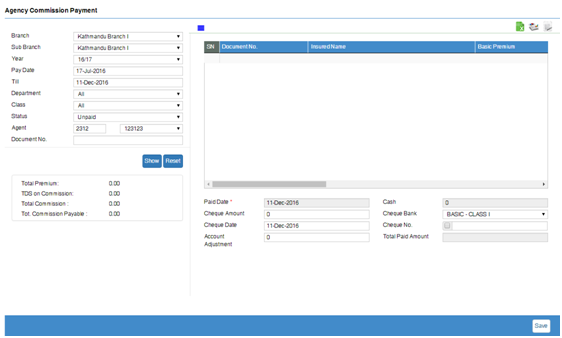 Agency Commission Payment
Branch Kathmandu Branch I
Sub Branch Kathmandu Branch I
Year 16/17
Pay Date 17-Jul-2016
Till 11-Dec-2016
Department All
Class All
Status Unpaid
Agent 2312 123123
Document No.
Show Reset
Total Premium: 0.00
TDS on Commission: 0.00
Total Commission : 0.00
Tot. Commission Payable : 0.00
SN Document No. Insured Name Basic Premium
Paid Date * 11-Dec-2016 Cash 0
Cheque Amount 0 Cheque Bank BASIC - CLASS I
Cheque Date 11-Dec-2016 Cheque No.
Account Adjustment 0 Total Paid Amount
Save